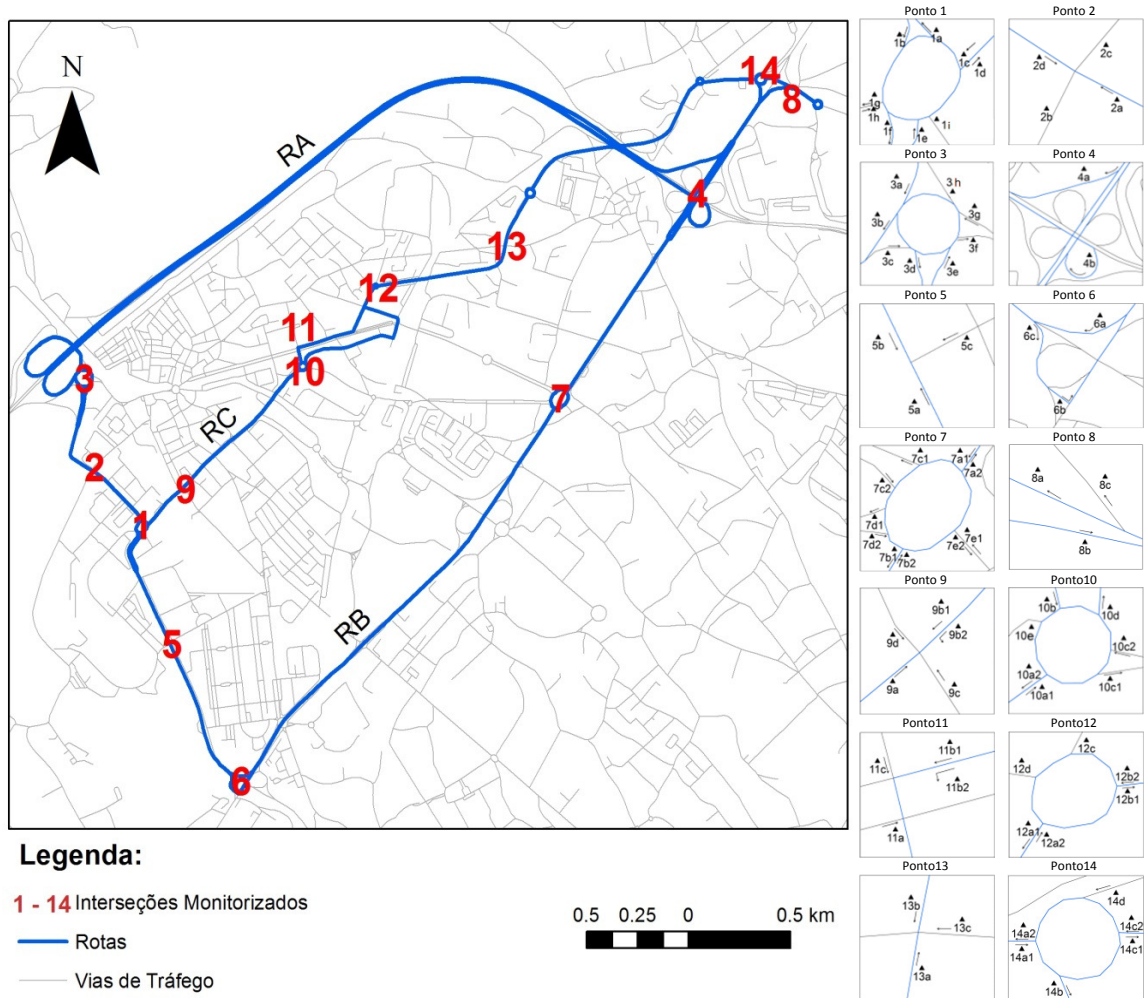 N
RA
RC
RB
14
8
4
13
12
11
10
3
7
2
9
1
5
6
Legenda:
1 - 14 Interseções Monitorizados
Rotas
Vias de Tráfego
0.5 0.25 0 0.5 km
Ponto 1
1b
1a
1c
1d
1g
1h
1f
1e
1i
Ponto 2
2c
2d
2a
2b
Ponto 3
3a
3 h
3b
3g
3f
3c
3d
3e
Ponto 4
4a
4b
Ponto 5
5b
5c
5a
Ponto 6
6a
6c
6b
Ponto 7
7c1
7a1
7a2
7c2
7d1
7d2
7e1
7e2
7b1
7b2
Ponto 8
8a
8c
8b
Ponto 9
9b1
9b2
9d
9a
9c
Ponto10
10b
10d
10e
10c2
10a2
10a1
10c1
Ponto11
11b1
11c
11b2
11a
Ponto12
12c
12d
12b2
12b1
12a1
12a2
Ponto13
13b
13c
13a
Ponto14
14d
14a2
14c2
14a1
14c1
14b